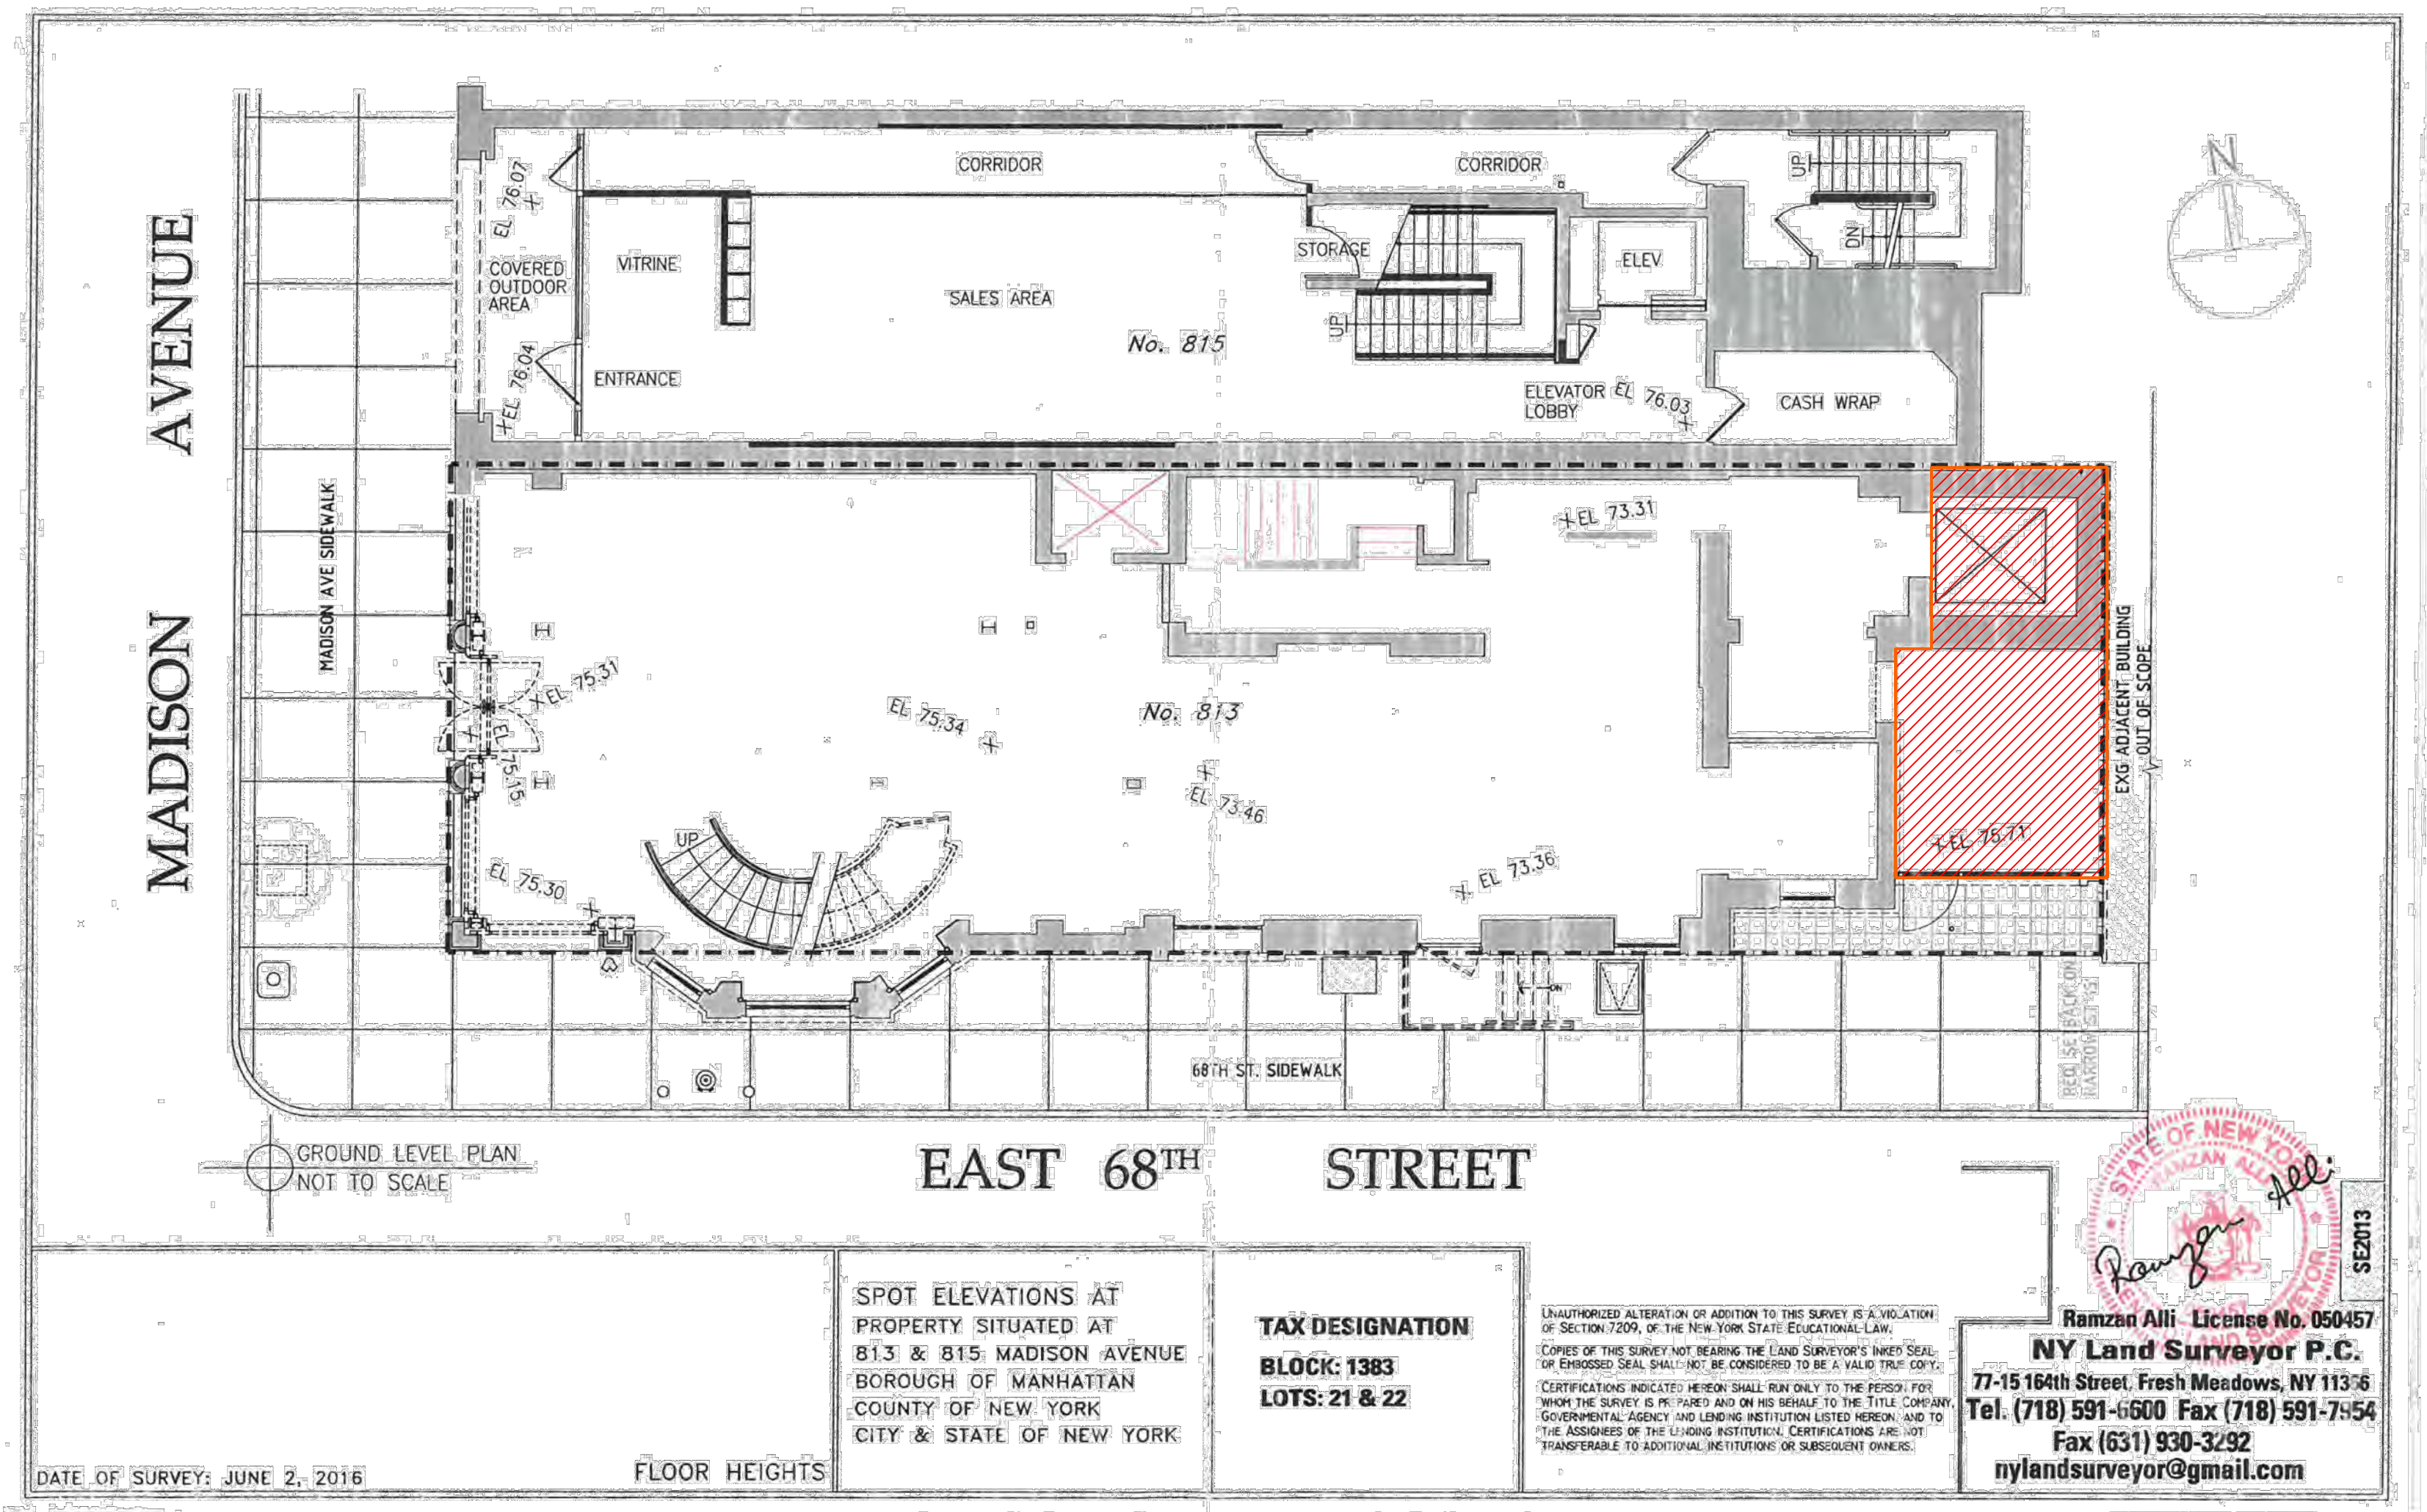 MADISON AVENUE
MADISON AVE SIDEWALK
CORRIDOR
CORRIDOR
UP
DN
EL 76.07
COVERED
OUTDOOR
AREA
VITRINE
STORAGE
ELEV
SALES AREA
UP
No. 815
EL 76.04
ENTRANCE
ELEVATOR
LOBBY
EL 76.03
CASH WRAP
N
EL 73.31
EL 75.31
EL 75.34
No. 813
EL 75.15
EL 73.46
UP
EL 75.30
EL 73.36
EL 75.71
EXG ADJACENT BUILDING
OUT OF SCOPE
DN
68TH ST. SIDEWALK
GROUND LEVEL PLAN
NOT TO SCALE
EAST 68TH STREET
DATE OF SURVEY: JUNE 2, 2016
FLOOR HEIGHTS
SPOT ELEVATIONS AT
PROPERTY SITUATED AT
813 & 815 MADISON AVENUE
BOROUGH OF MANHATTAN
COUNTY OF NEW YORK
CITY & STATE OF NEW YORK
TAX DESIGNATION
BLOCK: 1383
LOTS: 21 & 22
UNAUTHORIZED ALTERATION OR ADDITION TO THIS SURVEY IS A VIOLATION
OF SECTION 7209, OF THE NEW YORK STATE EDUCATIONAL LAW.
COPIES OF THIS SURVEY NOT BEARING THE LAND SURVEYOR'S INKED SEAL
OR EMBOSSED SEAL SHALL NOT BE CONSIDERED TO BE A VALID TRUE COPY.
CERTIFICATIONS INDICATED HEREON SHALL RUN ONLY TO THE PERSON FOR
WHOM THE SURVEY IS PREPARED AND ON HIS BEHALF TO THE TITLE COMPANY,
GOVERNMENTAL AGENCY AND LENDING INSTITUTION LISTED HEREON, AND TO
THE ASSIGNEES OF THE LENDING INSTITUTION. CERTIFICATIONS ARE NOT
TRANSFERABLE TO ADDITIONAL INSTITUTIONS OR SUBSEQUENT OWNERS.
STATE OF NEW YORK
RAMZAN ALLI
LAND SURVEYOR
Ramzan Alli
SE2013
Ramzan Alli License No. 050457
NY Land Surveyor P.C.
77-15 164th Street, Fresh Meadows, NY 11366
Tel. (718) 591-6600 Fax (718) 591-7954
Fax (631) 930-3292
nylandsurveyor@gmail.com